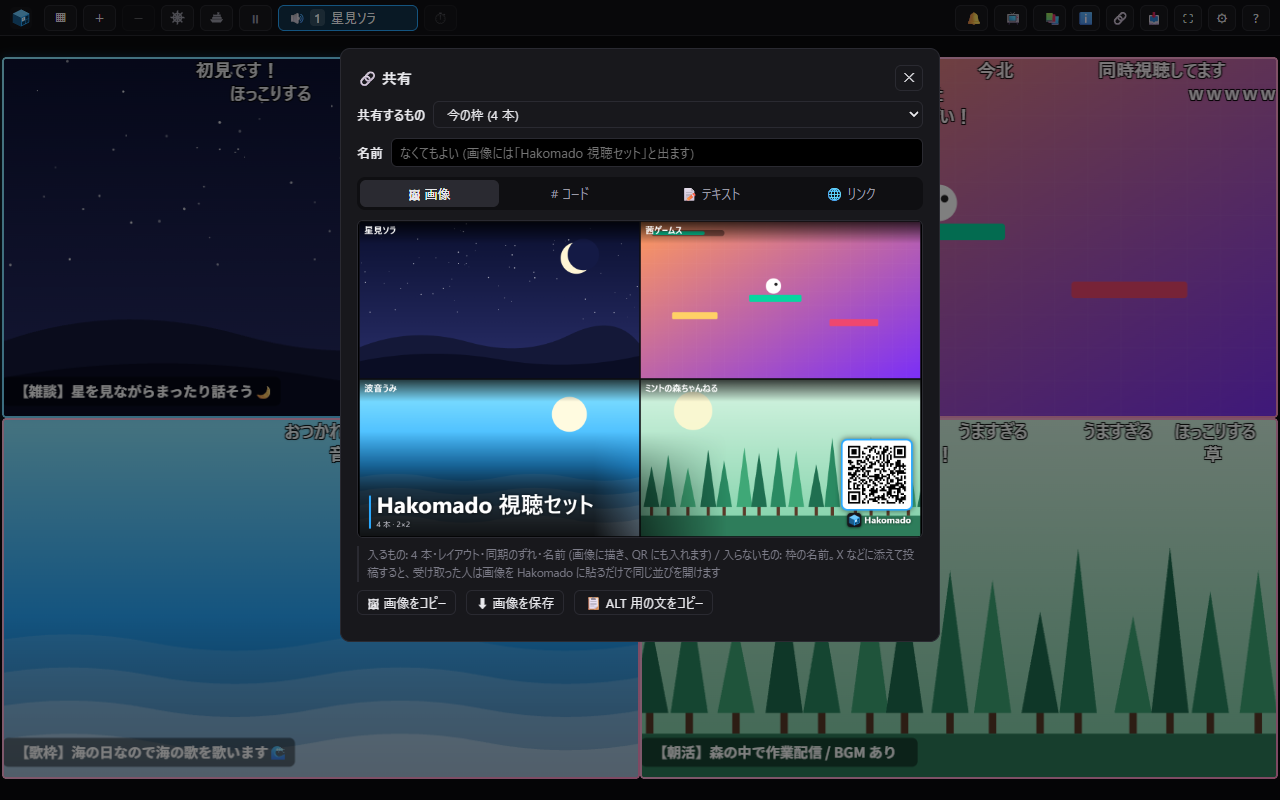 1 星見ソラ
?
初見です！
ほっこりする
今北
同時視聴してます
ｗｗｗｗｗ
い！
【雑談】星を見ながらまったり話そう🌙
共有
共有するもの 今の枠 (4 本)
名前 なくてもよい (画像には「Hakomado 視聴セット」と出ます)
画像
# コード
テキスト
リンク
星見ソラ
茜ゲームス
波音うみ
ミントの森ちゃんねる
Hakomado 視聴セット
4 本 · 2×2
Hakomado
入るもの: 4 本・レイアウト・同期のずれ・名前 (画像に描き、QR にも入れます) / 入らないもの: 枠の名前。X などに添えて投
稿すると、受け取った人は画像を Hakomado に貼るだけで同じ並びを開けます
画像をコピー
画像を保存
ALT 用の文をコピー
おつかれ
音
うますぎる
うますぎる
ほっこりする
！
草
【歌枠】海の日なので海の歌を歌います🌊
【朝活】森の中で作業配信 / BGM あり